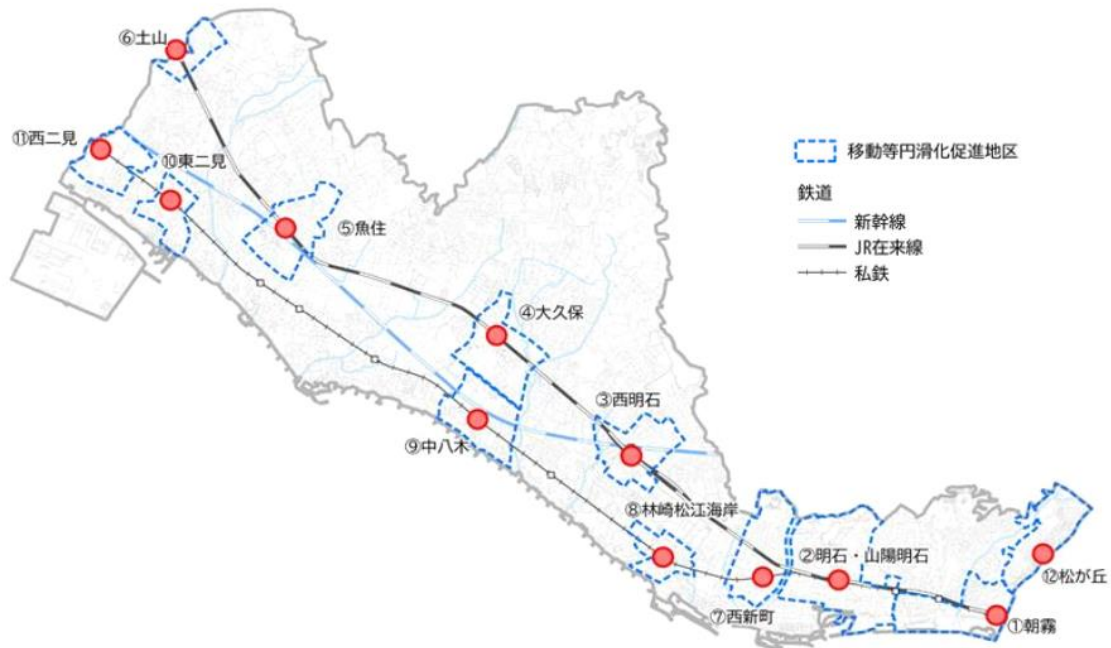 ⑥土山
⑪西二見
⑩東二見
⑤魚住
移動等円滑化促進地区
鉄道
新幹線
JR在来線
私鉄
④大久保
③西明石
⑨中八木
⑧林崎松江海岸
②明石・山陽明石
⑫松が丘
⑦西新町
①朝霧